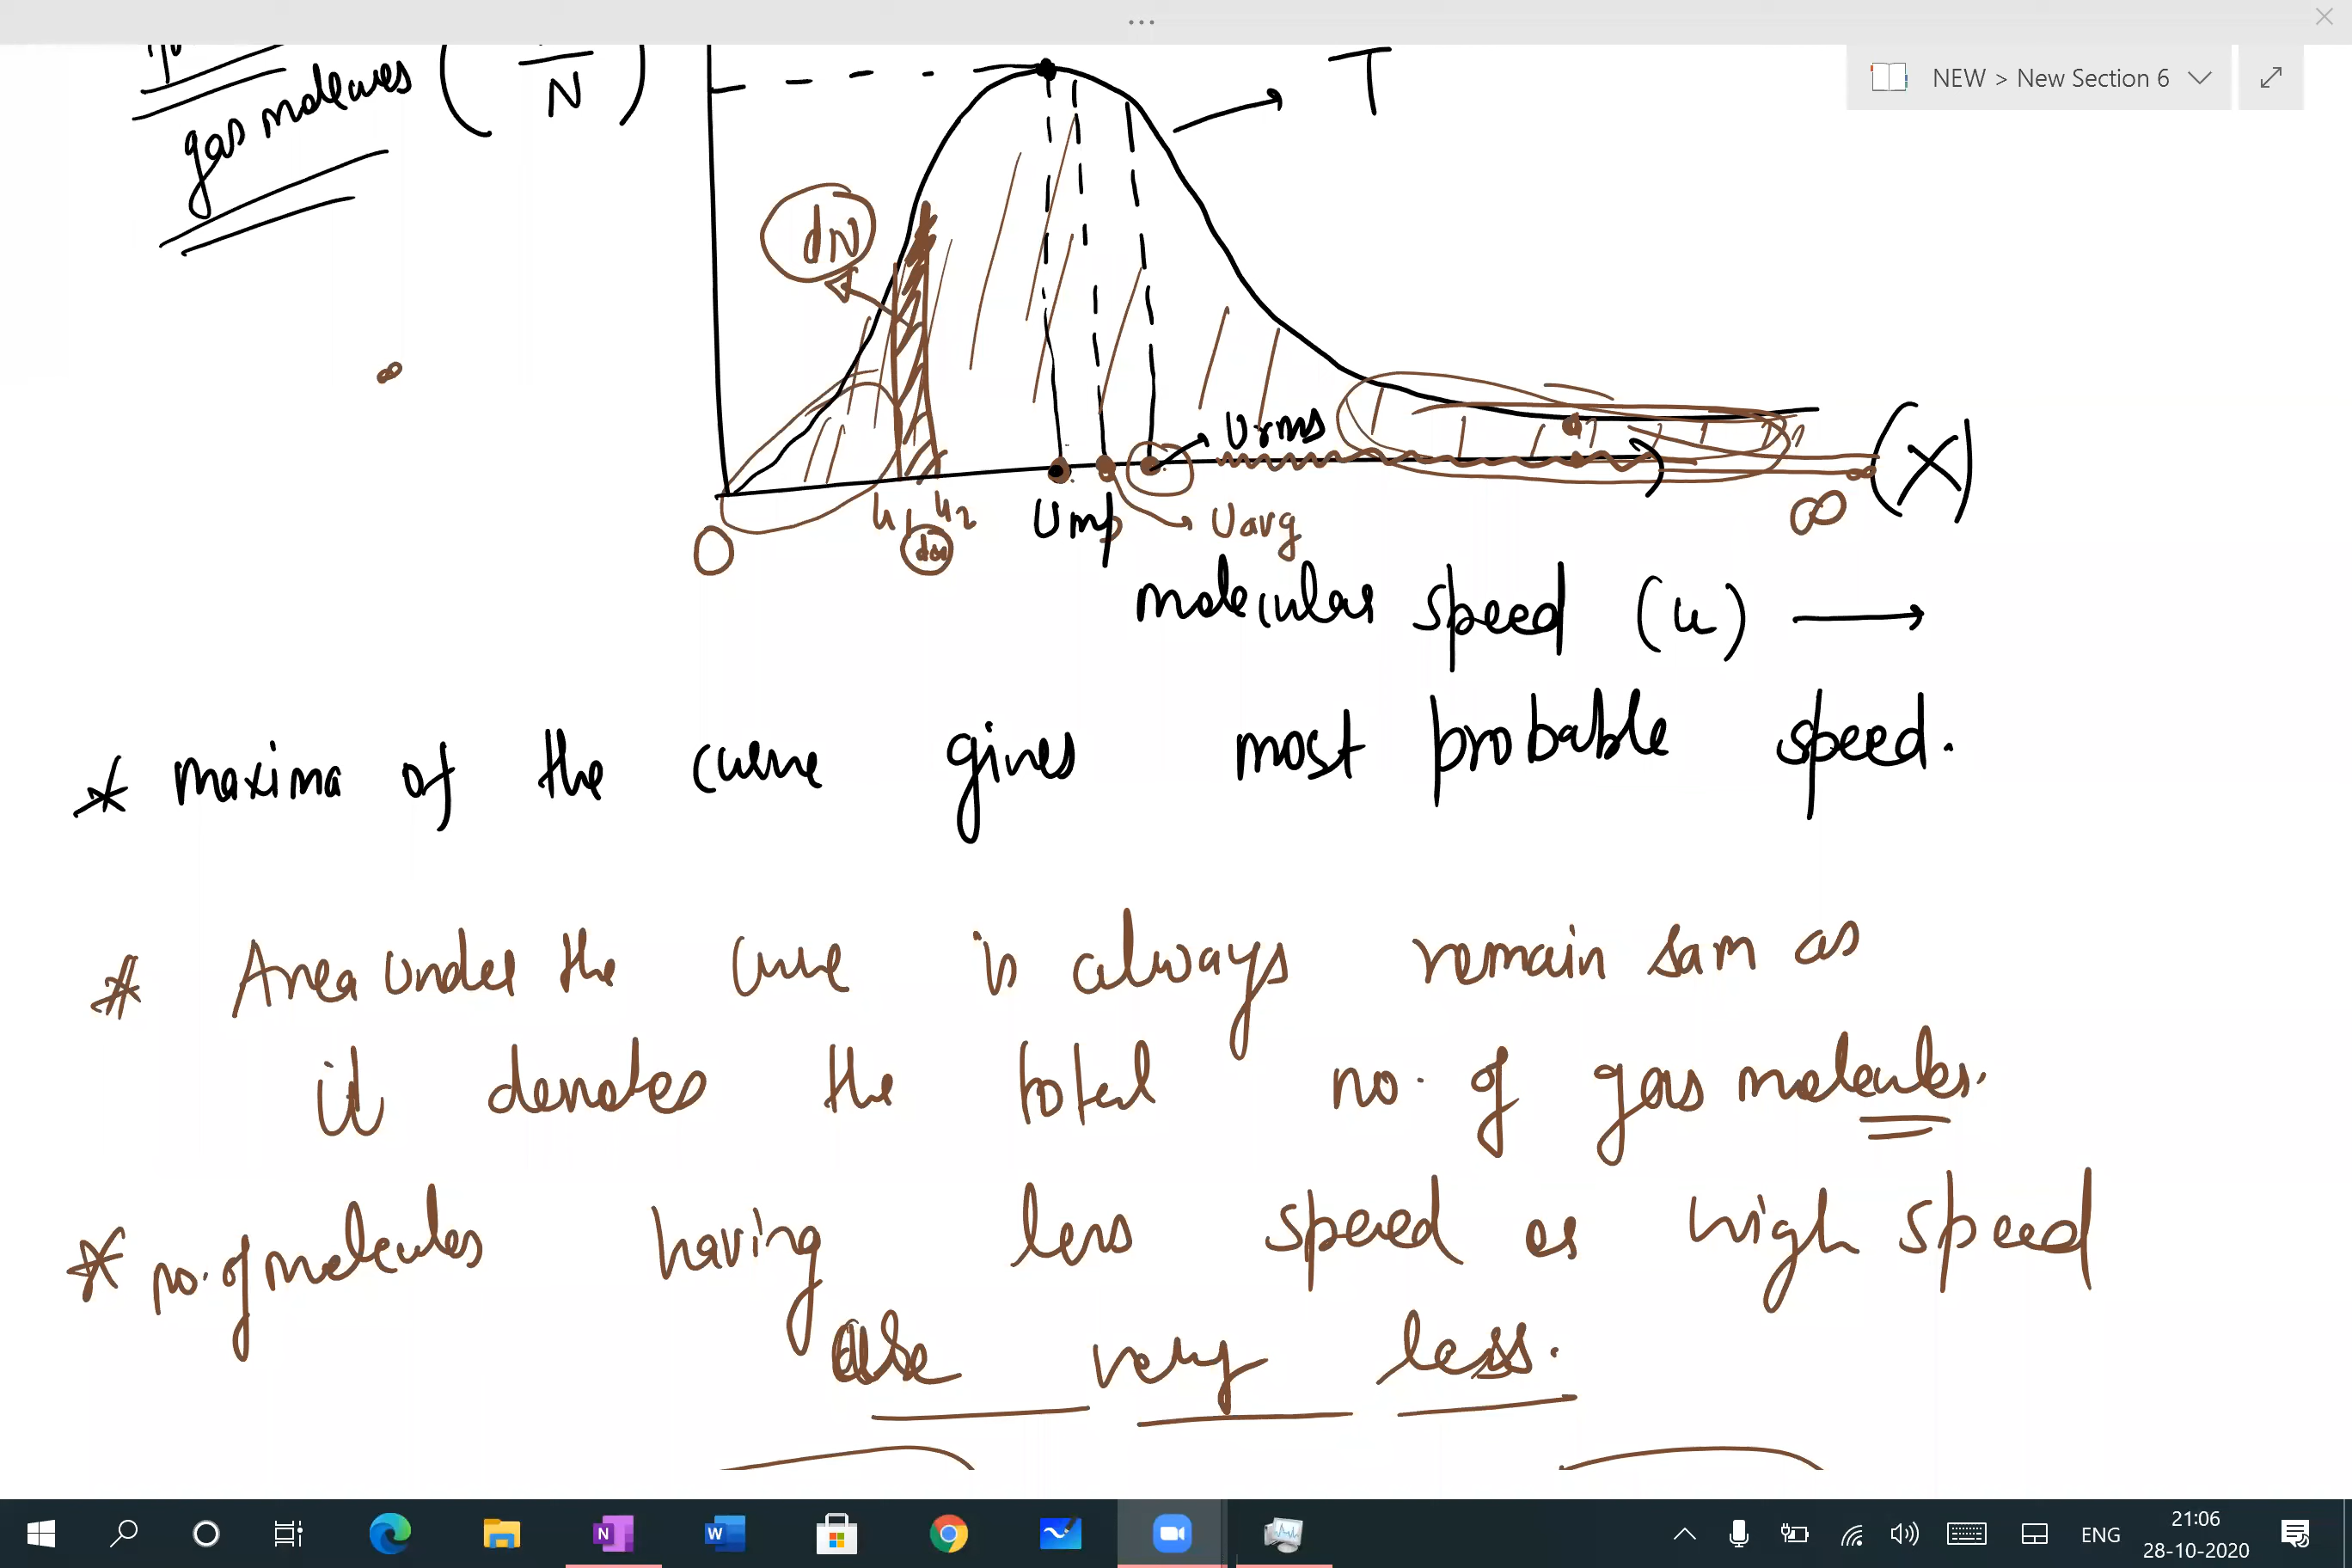 ...
NEW > New Section 6
gas molecules ( / N )
T
dN
Urms
(X)
0
u1 u2
du
Ump
Uavg
∞
molecular speed (u) →
* maxima of the curve gives most probable speed.
* Area under the curve is always remain sam as
it denotes the total no. of gas molecules.
* no. of molecules having less speed or high speed
are very less.
ENG
21:06
28-10-2020